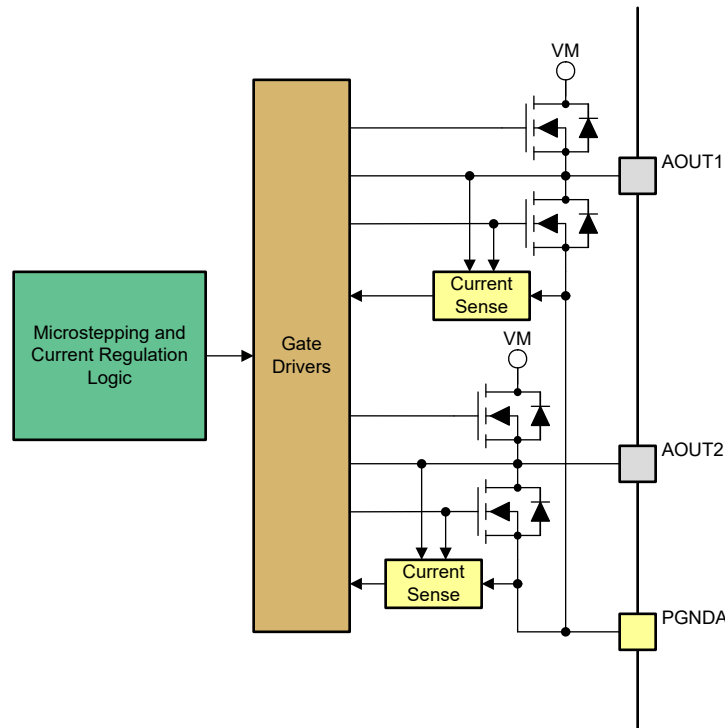 VM
AOUT1
Current
Sense
Microstepping and
Current Regulation
Logic
Gate
Drivers
VM
AOUT2
Current
Sense
PGNDA